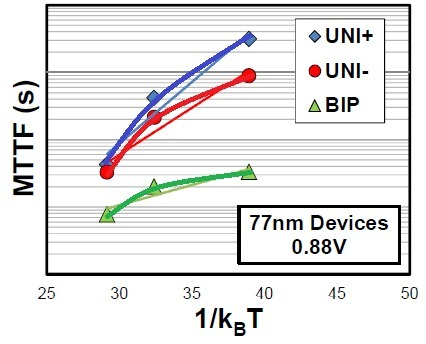 MTTF (s)
UNI+
UNI-
BIP
77nm Devices
0.88V
25 30 35 40 45 50
1/kBT